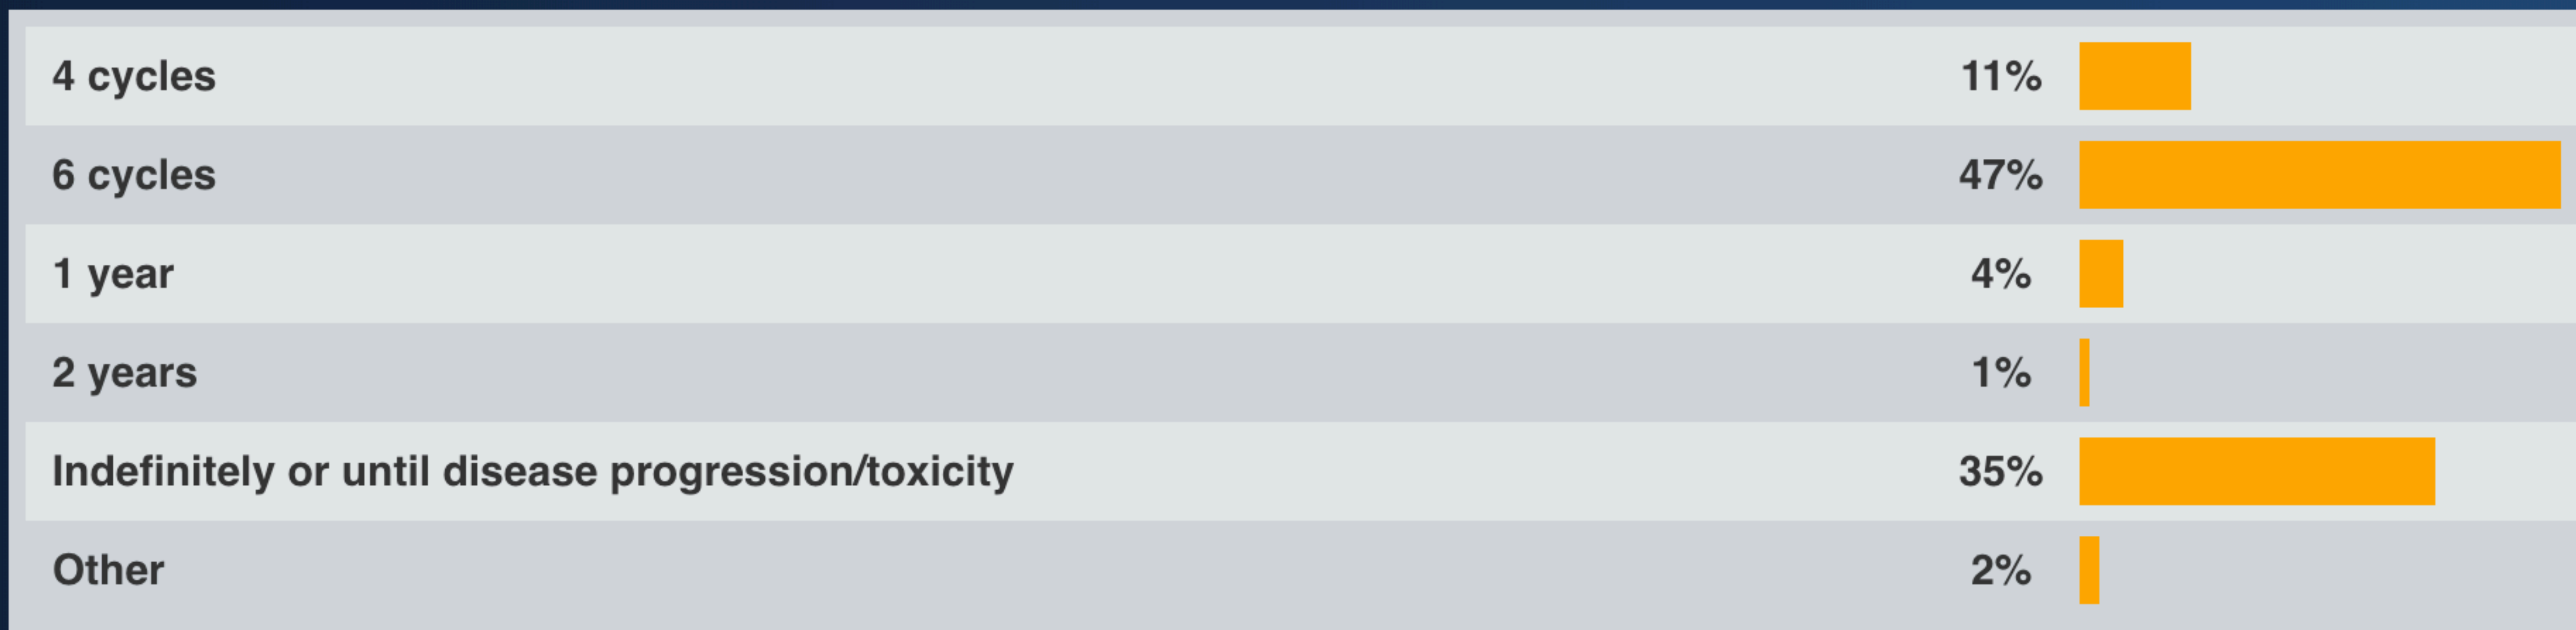 4 cycles 11%
6 cycles 47%
1 year 4%
2 years 1%
Indefinitely or until disease progression/toxicity 35%
Other 2%